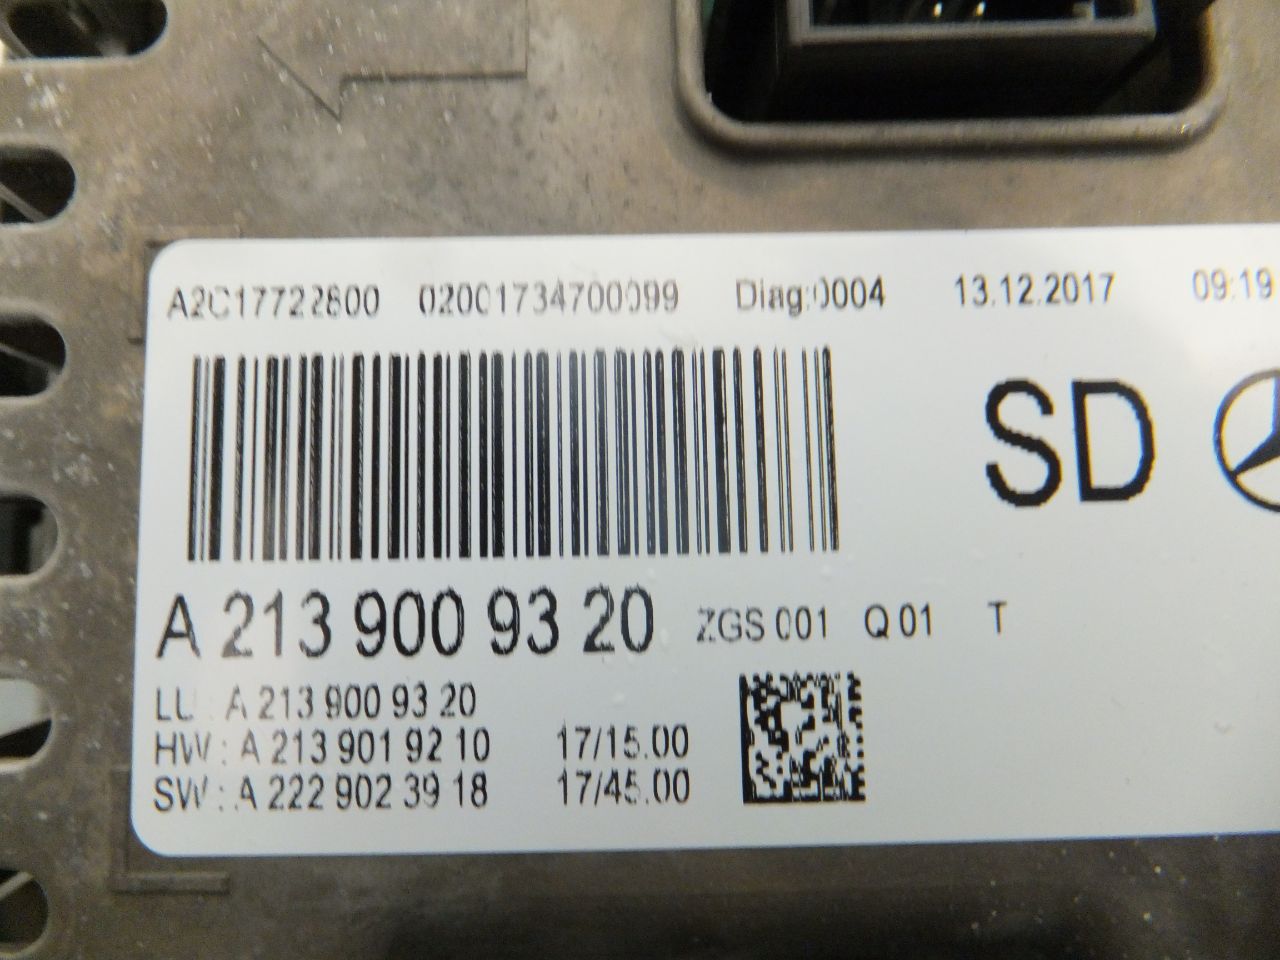 A2C17722800 02001734700099 Diag:0004 13.12.2017 09:19
SD
A 213 900 93 20 ZGS 001 Q 01 T
LU : A 213 900 93 20
HW : A 213 901 92 10 17/15.00
SW : A 222 902 39 18 17/45.00